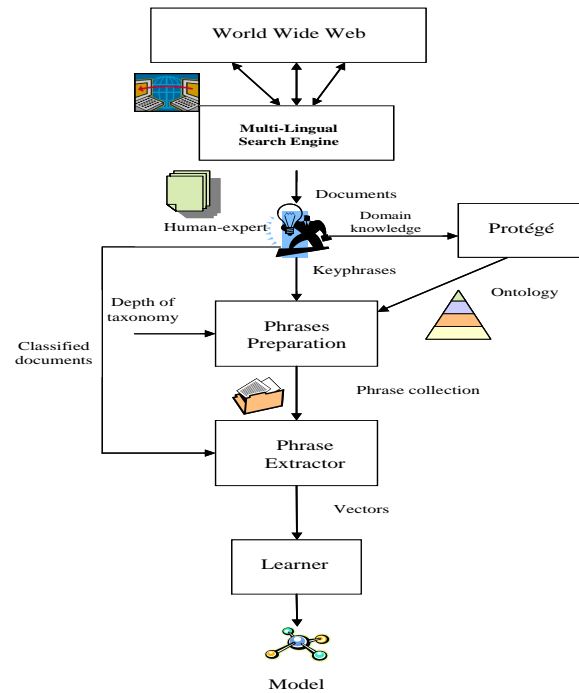 World Wide Web
Multi-Lingual
Search Engine
Documents
Human-expert
Domain
knowledge
Protégé
Keyphrases
Ontology
Depth of
taxonomy
Phrases
Preparation
Classified
documents
Phrase collection
Phrase
Extractor
Vectors
Learner
Model